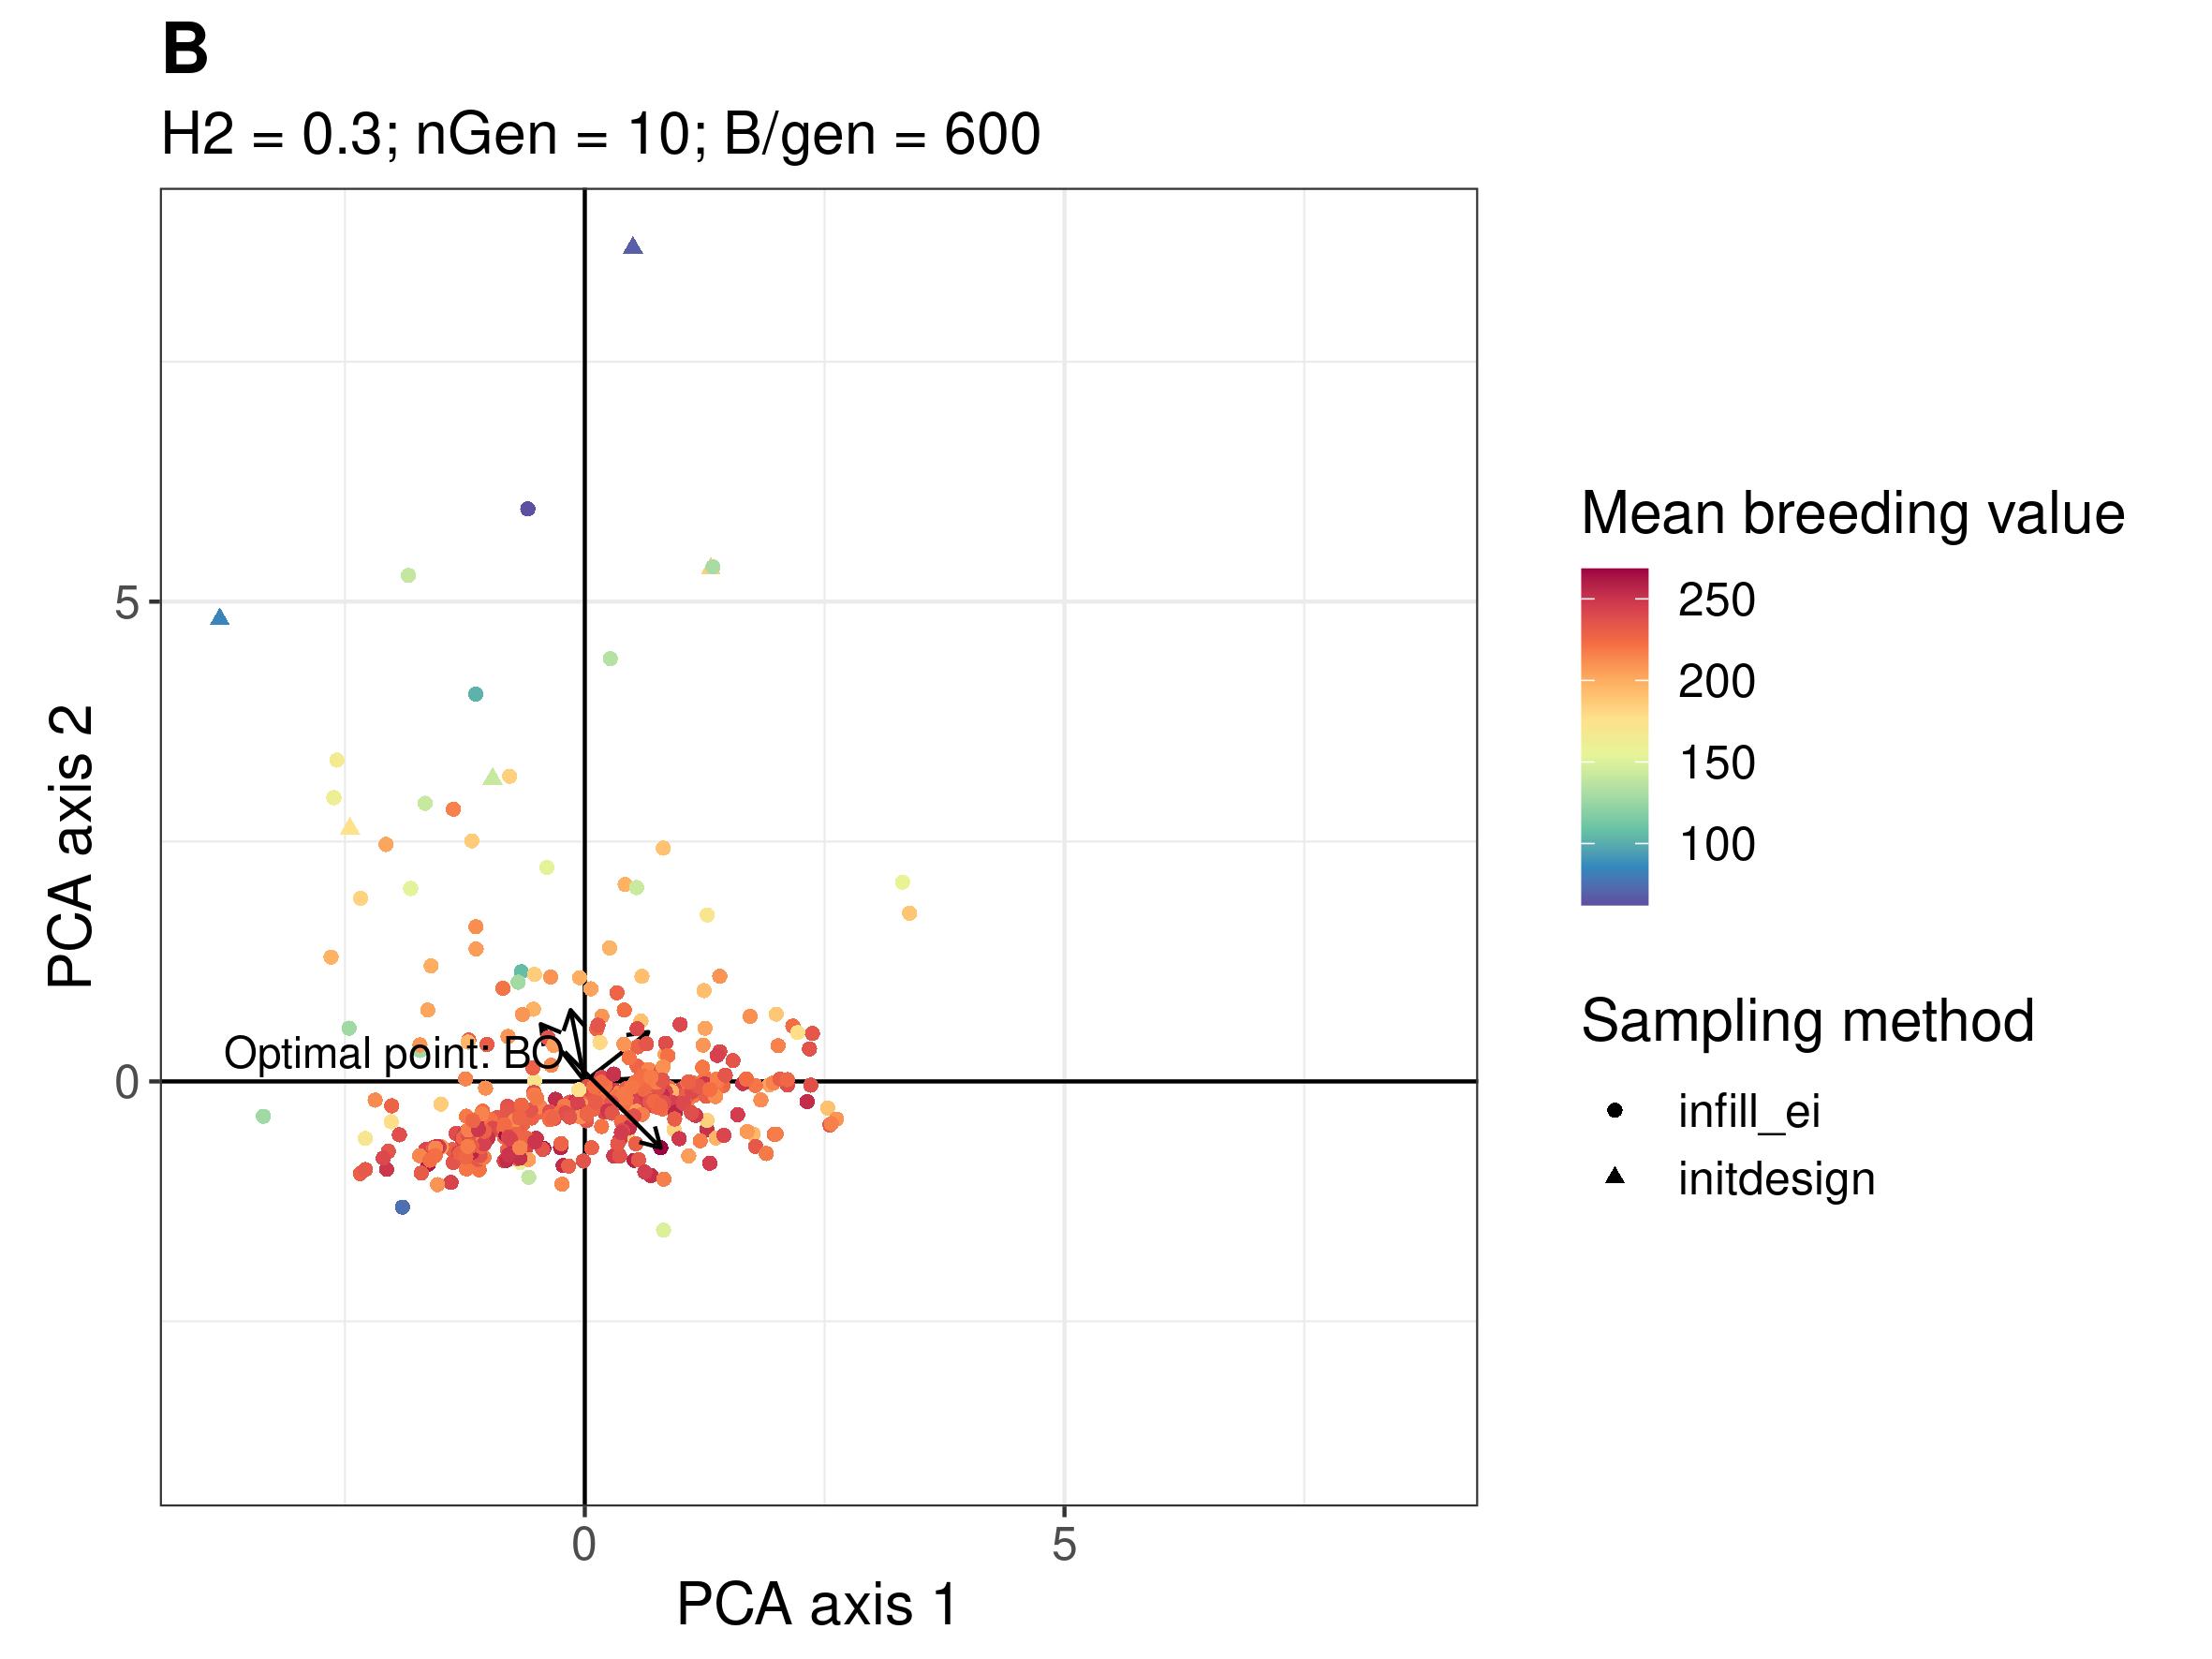 B
H2 = 0.3; nGen = 10; B/gen = 600
PCA axis 2
5
0
Optimal point: BO
0
5
PCA axis 1
Mean breeding value
250
200
150
100
Sampling method
infill_ei
initdesign